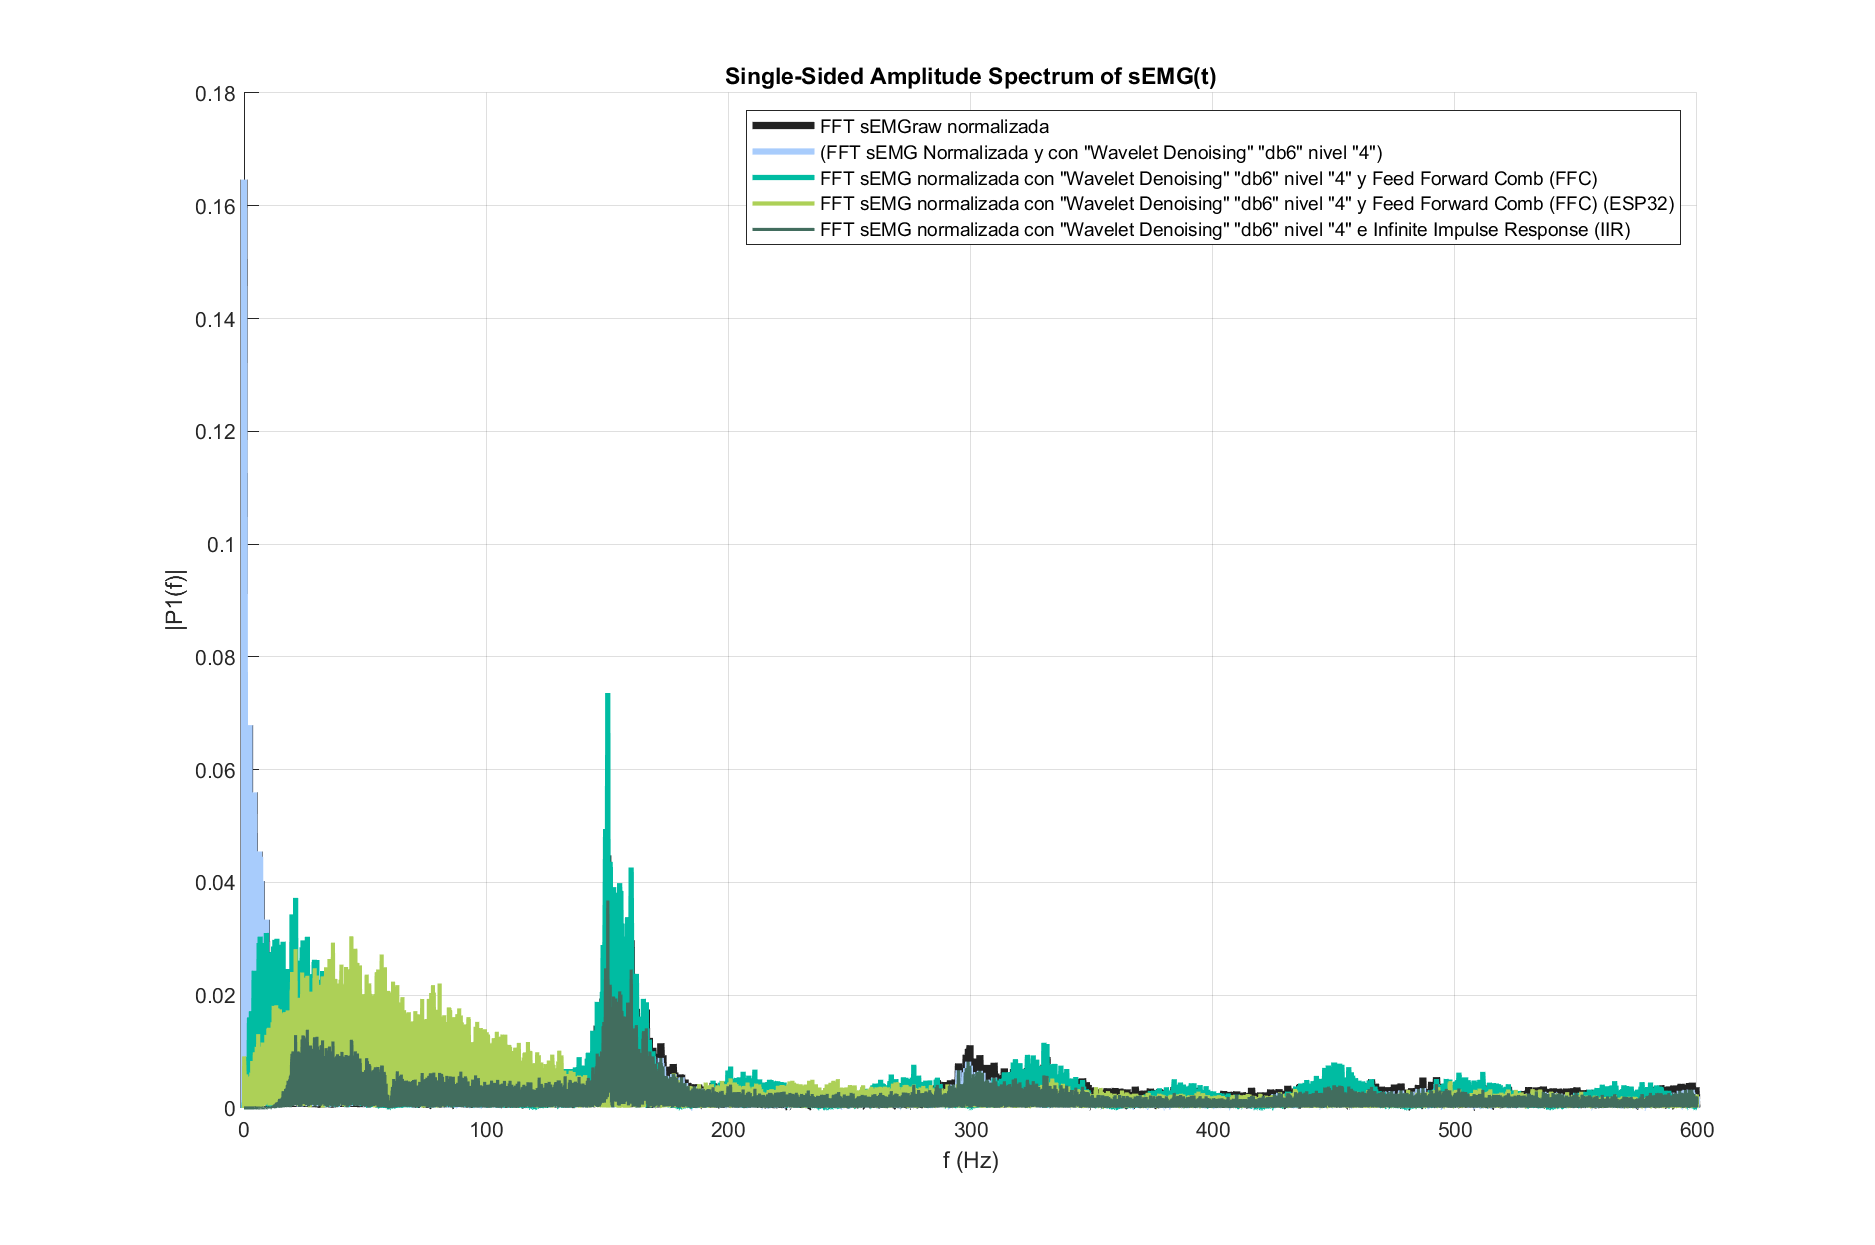 Single-Sided Amplitude Spectrum of sEMG(t)
FFT sEMGraw normalizada
(FFT sEMG Normalizada y con "Wavelet Denoising" "db6" nivel "4")
FFT sEMG normalizada con "Wavelet Denoising" "db6" nivel "4" y Feed Forward Comb (FFC)
FFT sEMG normalizada con "Wavelet Denoising" "db6" nivel "4" y Feed Forward Comb (FFC) (ESP32)
FFT sEMG normalizada con "Wavelet Denoising" "db6" nivel "4" e Infinite Impulse Response (IIR)
0.18
0.16
0.14
0.12
0.1
0.08
0.06
0.04
0.02
0
|P1(f)|
0 100 200 300 400 500 600
f (Hz)